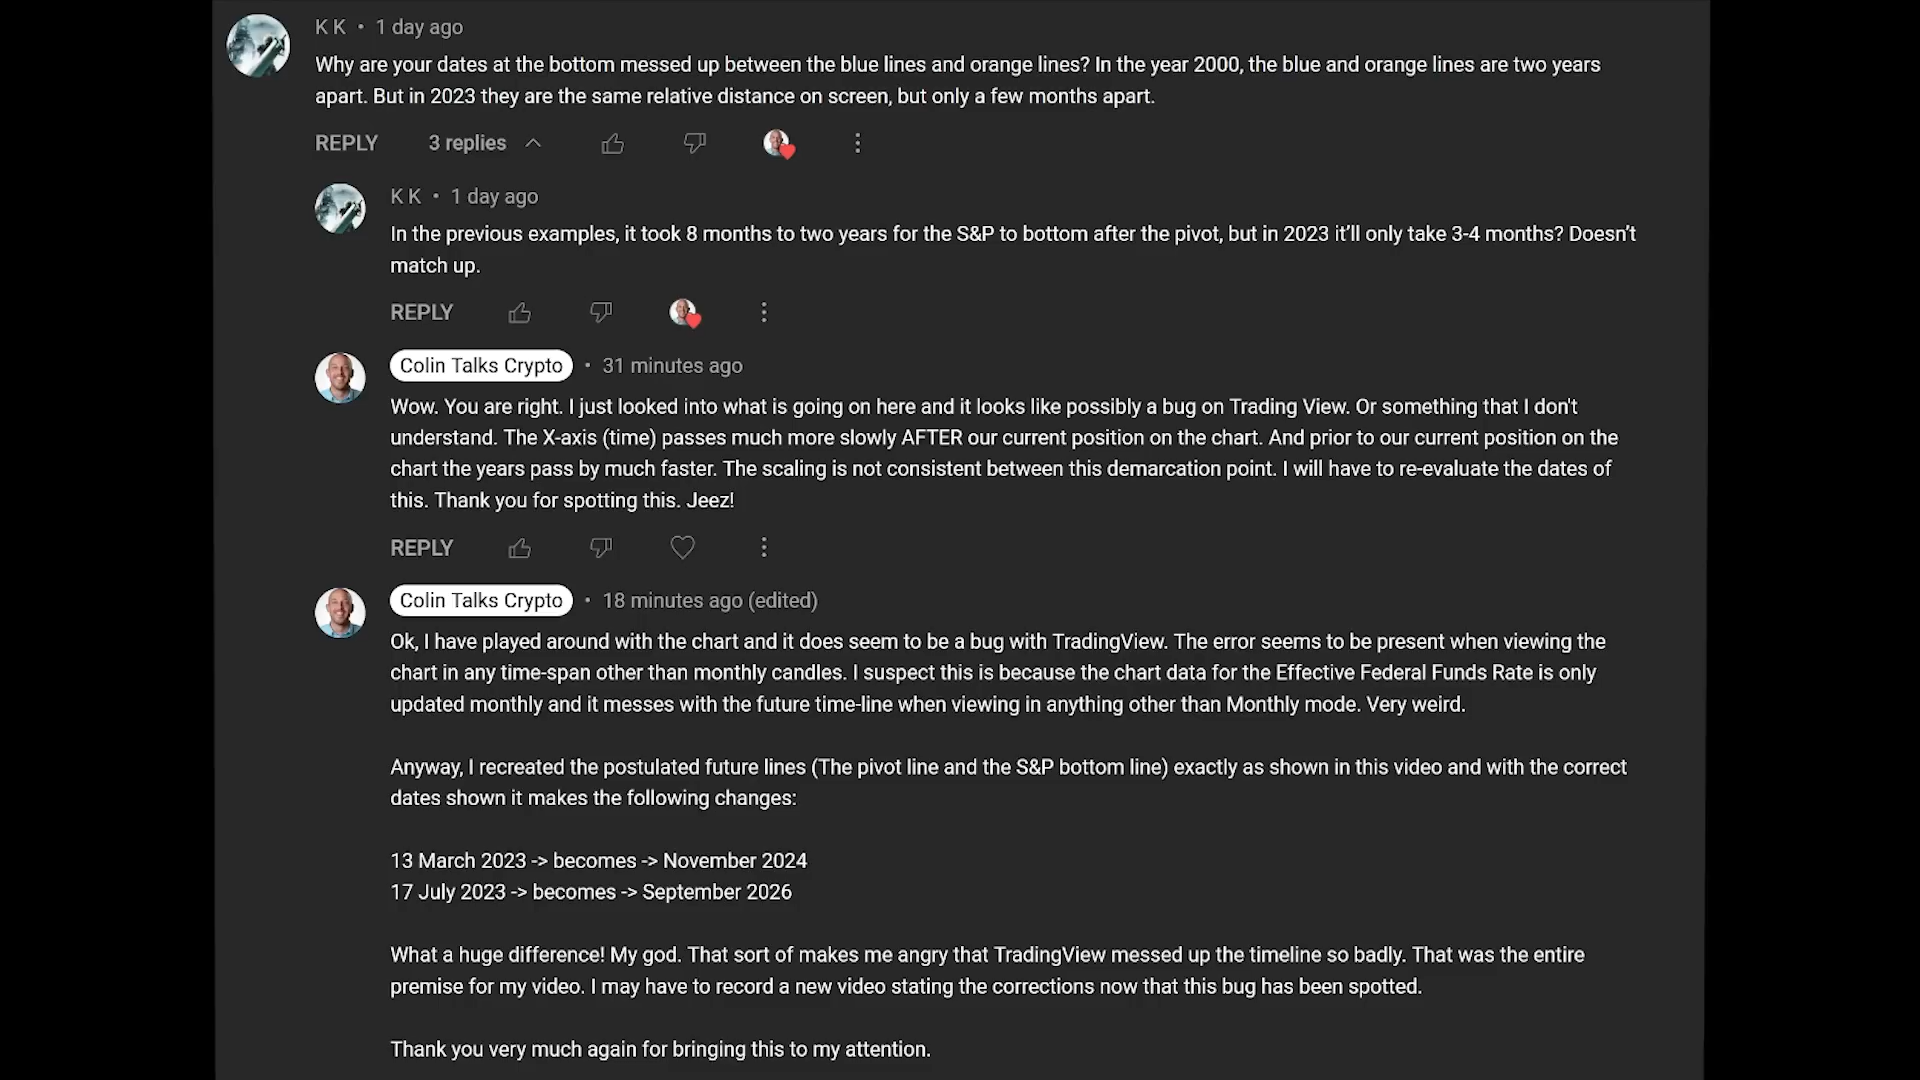 K K • 1 day ago
Why are your dates at the bottom messed up between the blue lines and orange lines? In the year 2000, the blue and orange lines are two years
apart. But in 2023 they are the same relative distance on screen, but only a few months apart.
REPLY 3 replies
K K • 1 day ago
In the previous examples, it took 8 months to two years for the S&P to bottom after the pivot, but in 2023 it’ll only take 3-4 months? Doesn’t
match up.
REPLY
Colin Talks Crypto • 31 minutes ago
Wow. You are right. I just looked into what is going on here and it looks like possibly a bug on Trading View. Or something that I don't
understand. The X-axis (time) passes much more slowly AFTER our current position on the chart. And prior to our current position on the
chart the years pass by much faster. The scaling is not consistent between this demarcation point. I will have to re-evaluate the dates of
this. Thank you for spotting this. Jeez!
REPLY
Colin Talks Crypto • 18 minutes ago (edited)
Ok, I have played around with the chart and it does seem to be a bug with TradingView. The error seems to be present when viewing the
chart in any time-span other than monthly candles. I suspect this is because the chart data for the Effective Federal Funds Rate is only
updated monthly and it messes with the future time-line when viewing in anything other than Monthly mode. Very weird.
Anyway, I recreated the postulated future lines (The pivot line and the S&P bottom line) exactly as shown in this video and with the correct
dates shown it makes the following changes:
13 March 2023 -> becomes -> November 2024
17 July 2023 -> becomes -> September 2026
What a huge difference! My god. That sort of makes me angry that TradingView messed up the timeline so badly. That was the entire
premise for my video. I may have to record a new video stating the corrections now that this bug has been spotted.
Thank you very much again for bringing this to my attention.